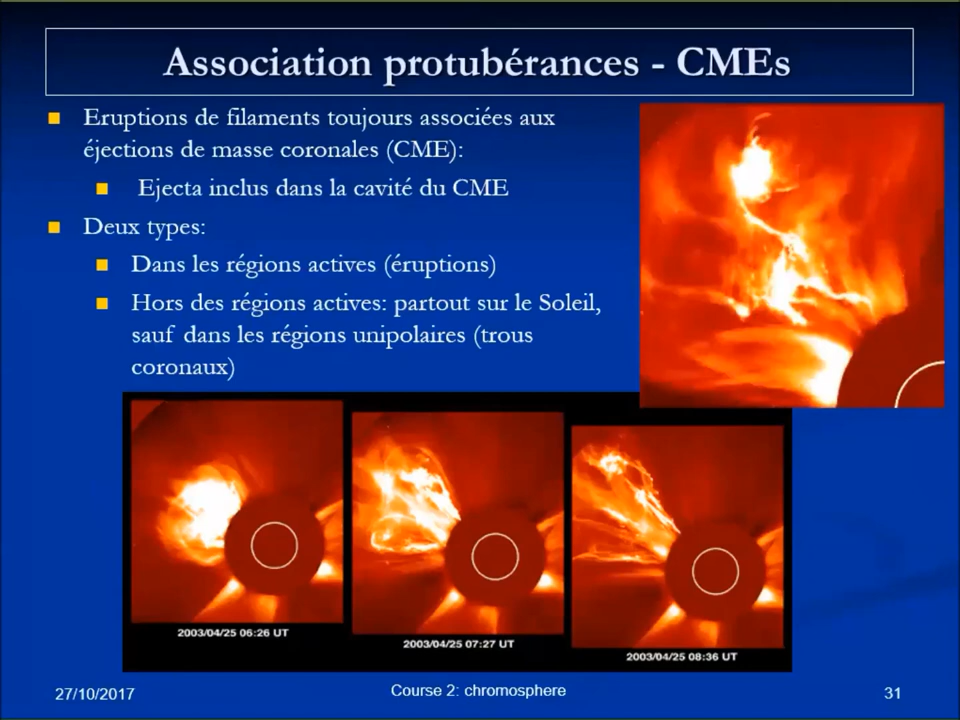 Association protubérances - CMEs
Eruptions de filaments toujours associées aux
éjections de masse coronales (CME):
Ejecta inclus dans la cavité du CME
Deux types:
Dans les régions actives (éruptions)
Hors des régions actives: partout sur le Soleil,
sauf dans les régions unipolaires (trous
coronaux)
2003/04/25 06:26 UT
2003/04/25 07:27 UT
2003/04/25 08:36 UT
27/10/2017
Course 2: chromosphere
31